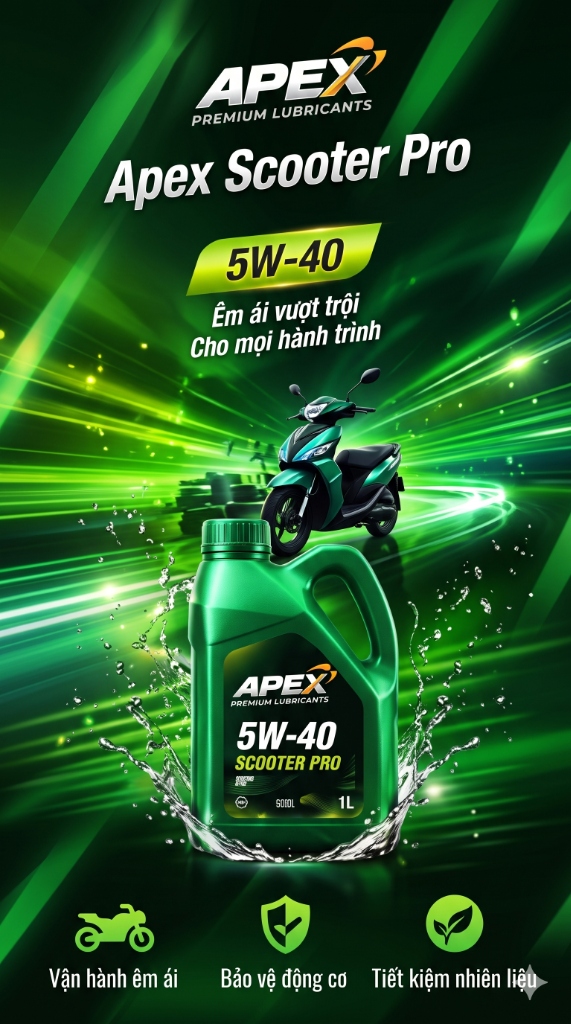 APEX
PREMIUM LUBRICANTS
Apex Scooter Pro
5W-40
Êm ái vượt trội
Cho mọi hành trình
APEX
PREMIUM LUBRICANTS
5W-40
SCOOTER PRO
1L
Vận hành êm ái
Bảo vệ động cơ
Tiết kiệm nhiên liệu